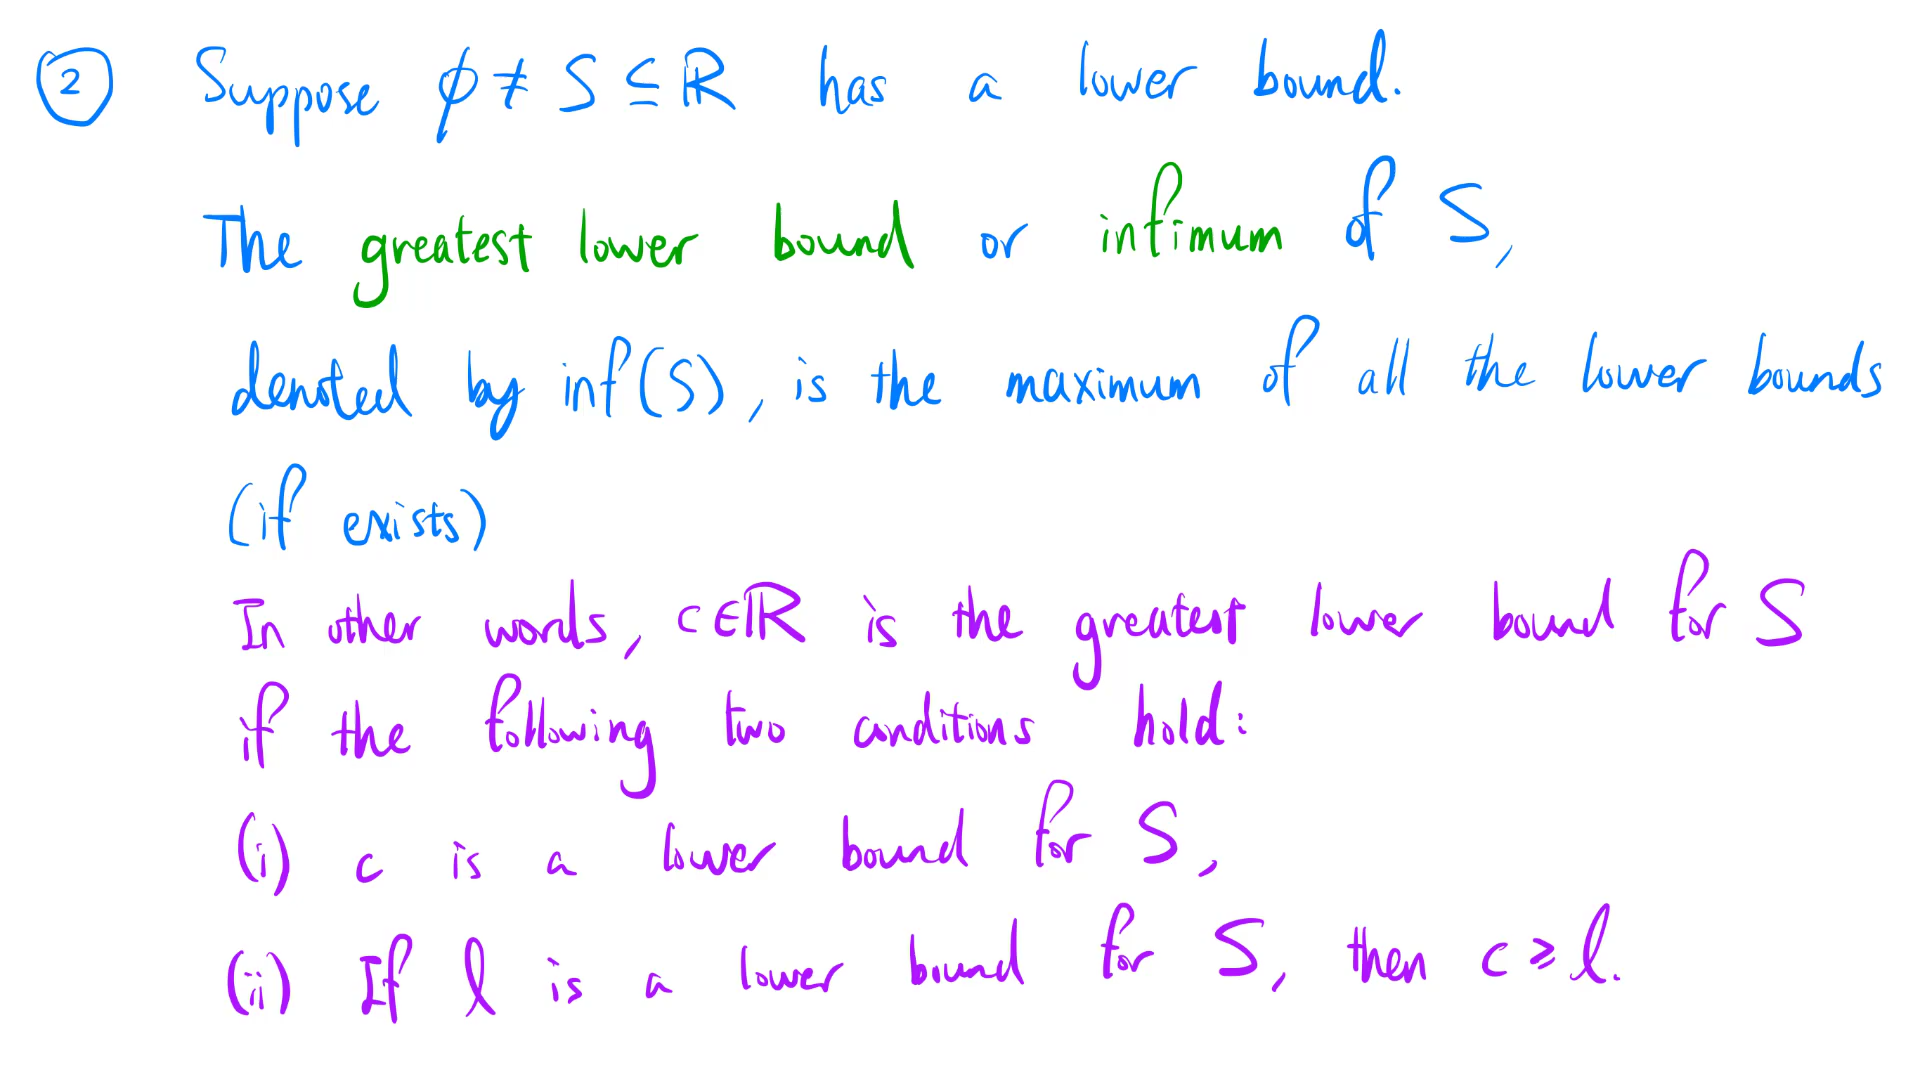 ② Suppose ∅ ≠ S ⊆ ℝ has a lower bound.
The greatest lower bound or infimum of S,
denoted by inf(S), is the maximum of all the lower bounds
(if exists)
In other words, c∈ℝ is the greatest lower bound for S
if the following two conditions hold:
(i) c is a lower bound for S,
(ii) If l is a lower bound for S, then c ⩾ l.